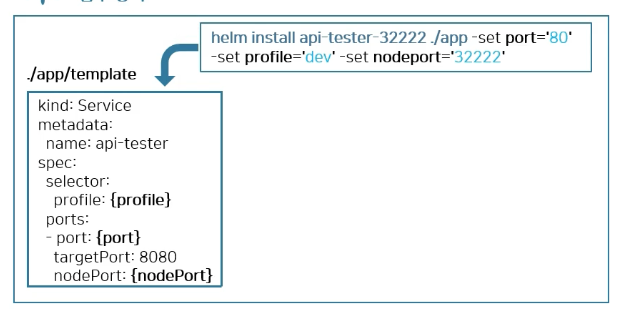 helm install api-tester-32222 ./app -set port='80'
-set profile='dev' -set nodeport='32222'
./app/template
kind: Service
metadata:
name: api-tester
spec:
selector:
profile: {profile}
ports:
- port: {port}
targetPort: 8080
nodePort: {nodePort}